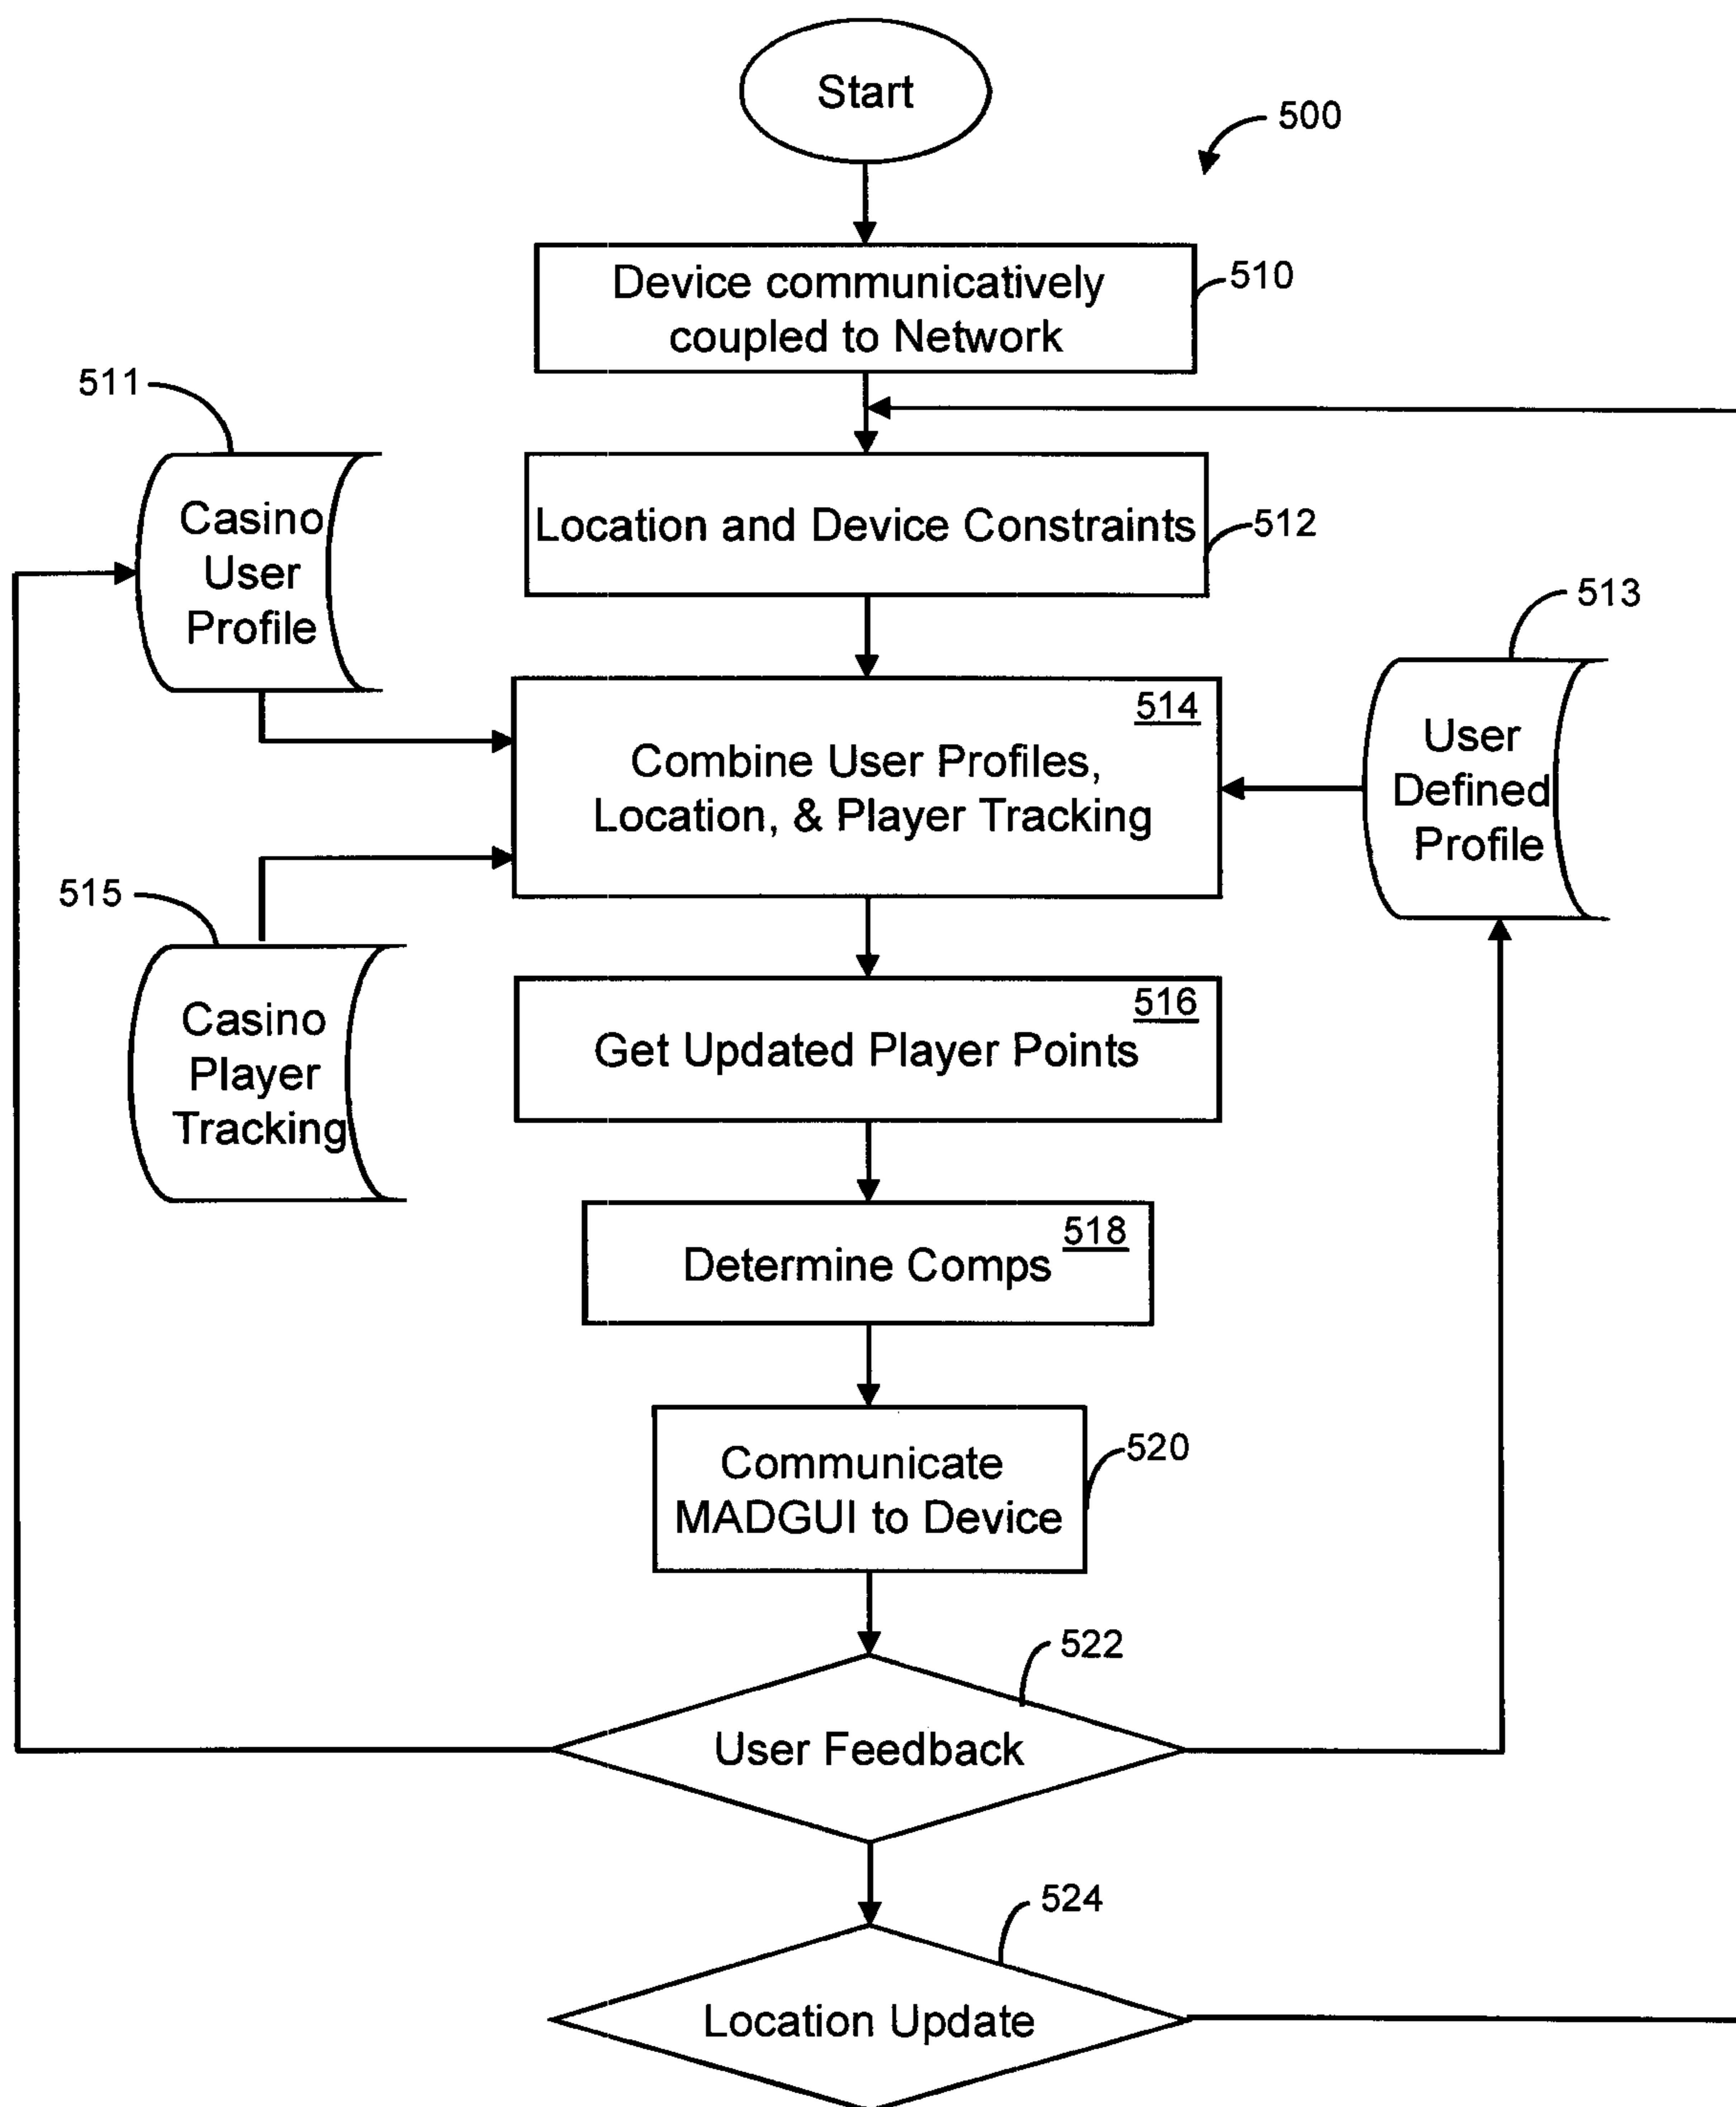 Start
500
Device communicatively
coupled to Network
510
511
Casino
User
Profile
Location and Device Constraints
512
513
User
Defined
Profile
514
Combine User Profiles,
Location, & Player Tracking
515
Casino
Player
Tracking
516
Get Updated Player Points
518
Determine Comps
Communicate
MADGUI to Device
520
522
User Feedback
524
Location Update